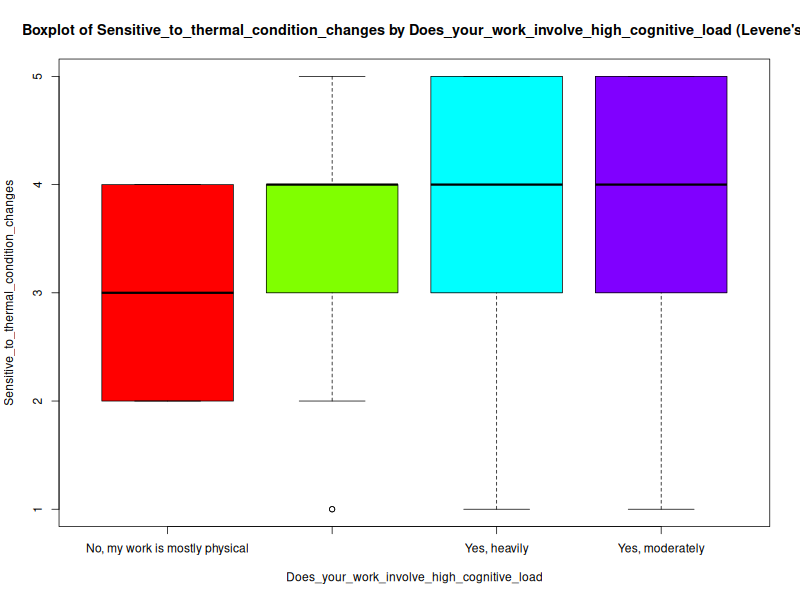 Boxplot of Sensitive_to_thermal_condition_changes by Does_your_work_involve_high_cognitive_load (Levene's
5
4
3
2
1
Sensitive_to_thermal_condition_changes
No, my work is mostly physical
Yes, heavily
Yes, moderately
Does_your_work_involve_high_cognitive_load